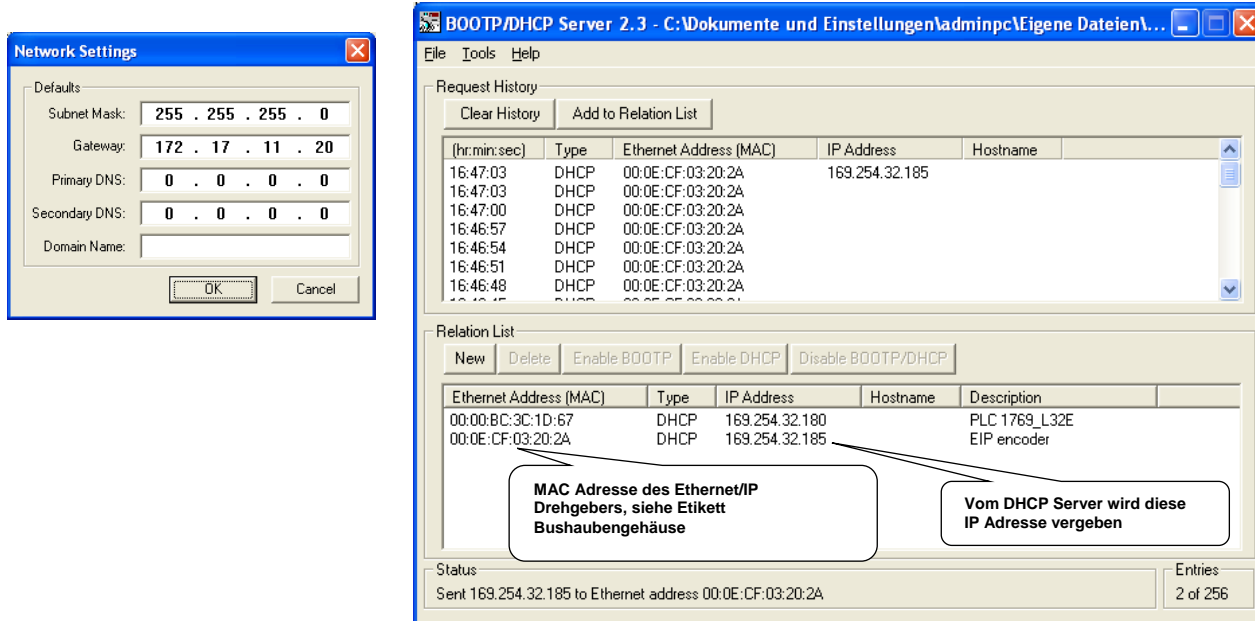 Network Settings
Defaults
Subnet Mask: 255 . 255 . 255 . 0
Gateway: 172 . 17 . 11 . 20
Primary DNS: 0 . 0 . 0 . 0
Secondary DNS: 0 . 0 . 0 . 0
Domain Name:
OK Cancel
BOOTP/DHCP Server 2.3 - C:\Dokumente und Einstellungen\adminpc\Eigene Dateien\...
File Tools Help
Request History
Clear History Add to Relation List
(hr:min:sec) Type Ethernet Address (MAC) IP Address Hostname
16:47:03 DHCP 00:0E:CF:03:20:2A 169.254.32.185
16:47:03 DHCP 00:0E:CF:03:20:2A
16:47:00 DHCP 00:0E:CF:03:20:2A
16:46:57 DHCP 00:0E:CF:03:20:2A
16:46:54 DHCP 00:0E:CF:03:20:2A
16:46:51 DHCP 00:0E:CF:03:20:2A
16:46:48 DHCP 00:0E:CF:03:20:2A
Relation List
New Delete Enable BOOTP Enable DHCP Disable BOOTP/DHCP
Ethernet Address (MAC) Type IP Address Hostname Description
00:00:BC:3C:1D:67 DHCP 169.254.32.180 PLC 1769_L32E
00:0E:CF:03:20:2A DHCP 169.254.32.185 EIP encoder
MAC Adresse des Ethernet/IP
Drehgebers, siehe Etikett
Bushaubengehäuse
Vom DHCP Server wird diese
IP Adresse vergeben
Status
Sent 169.254.32.185 to Ethernet address 00:0E:CF:03:20:2A
Entries
2 of 256